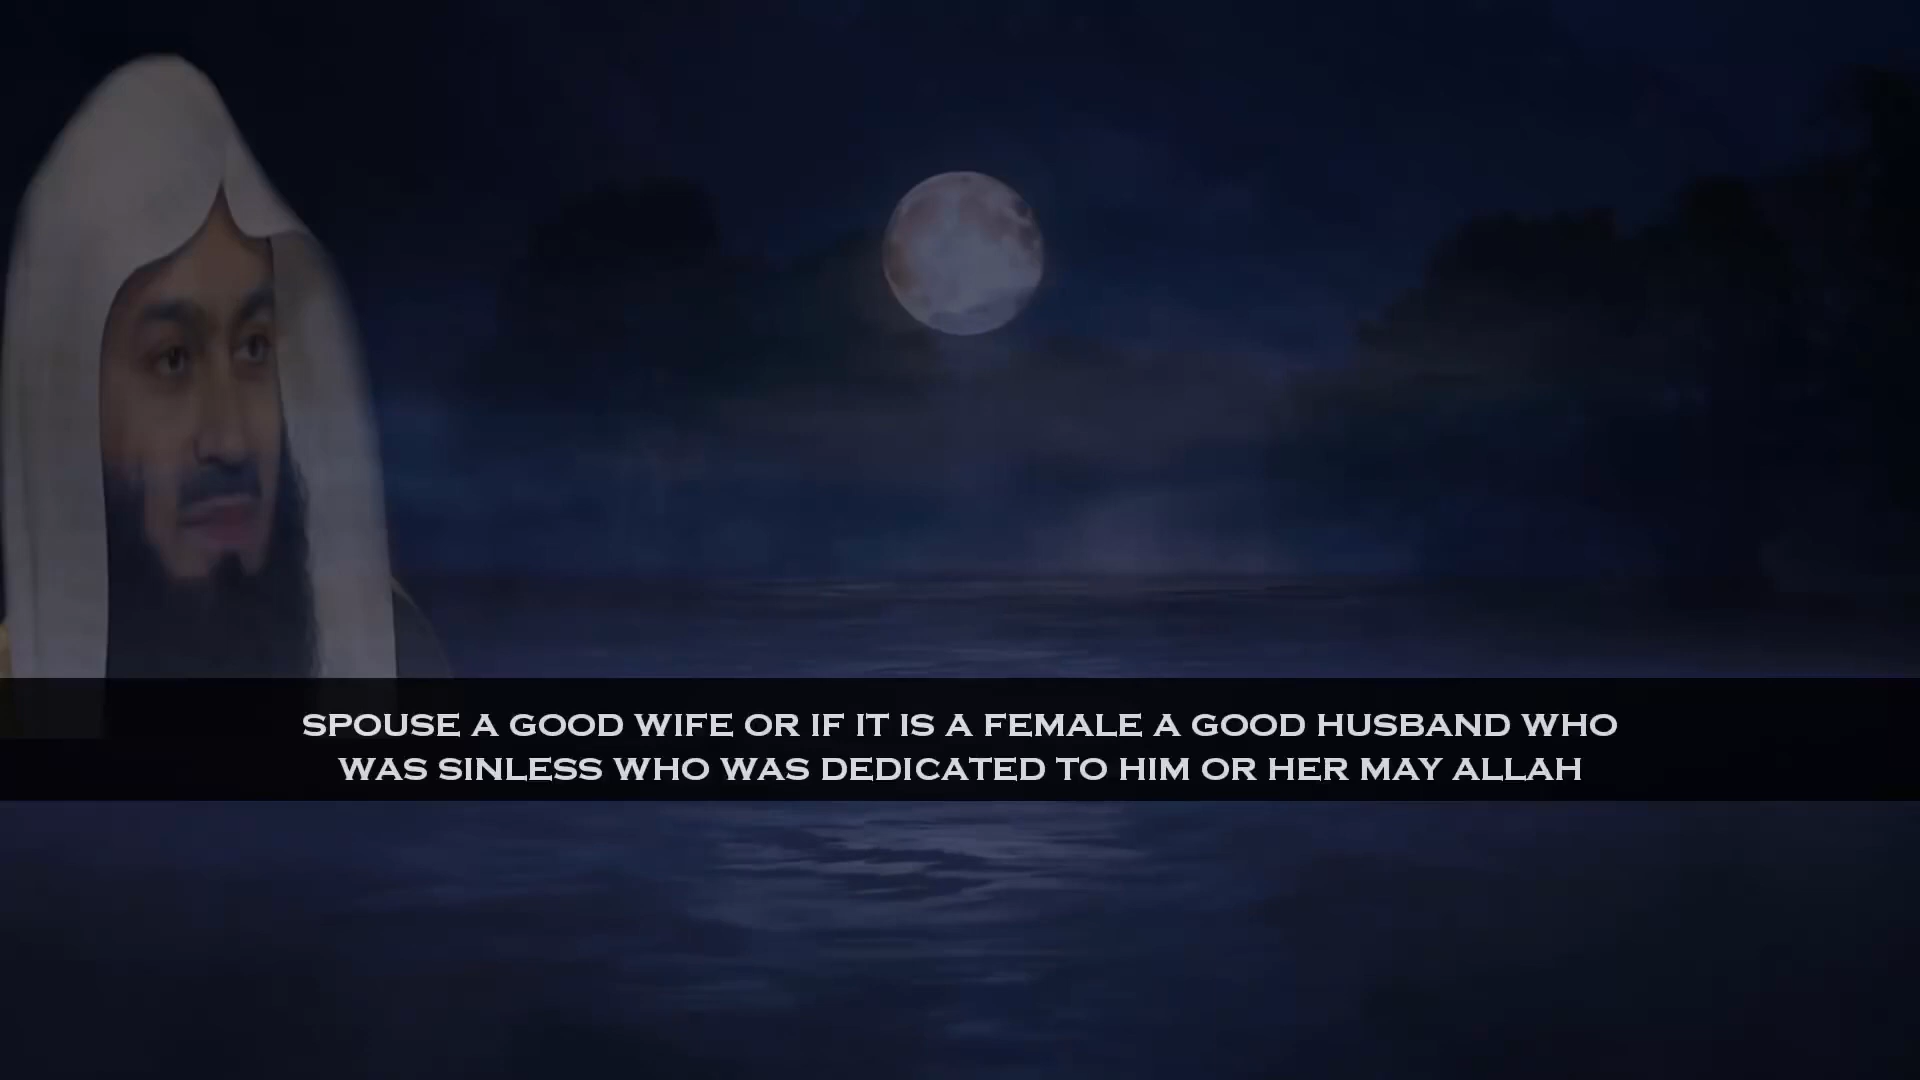 SPOUSE A GOOD WIFE OR IF IT IS A FEMALE A GOOD HUSBAND WHO
WAS SINLESS WHO WAS DEDICATED TO HIM OR HER MAY ALLAH